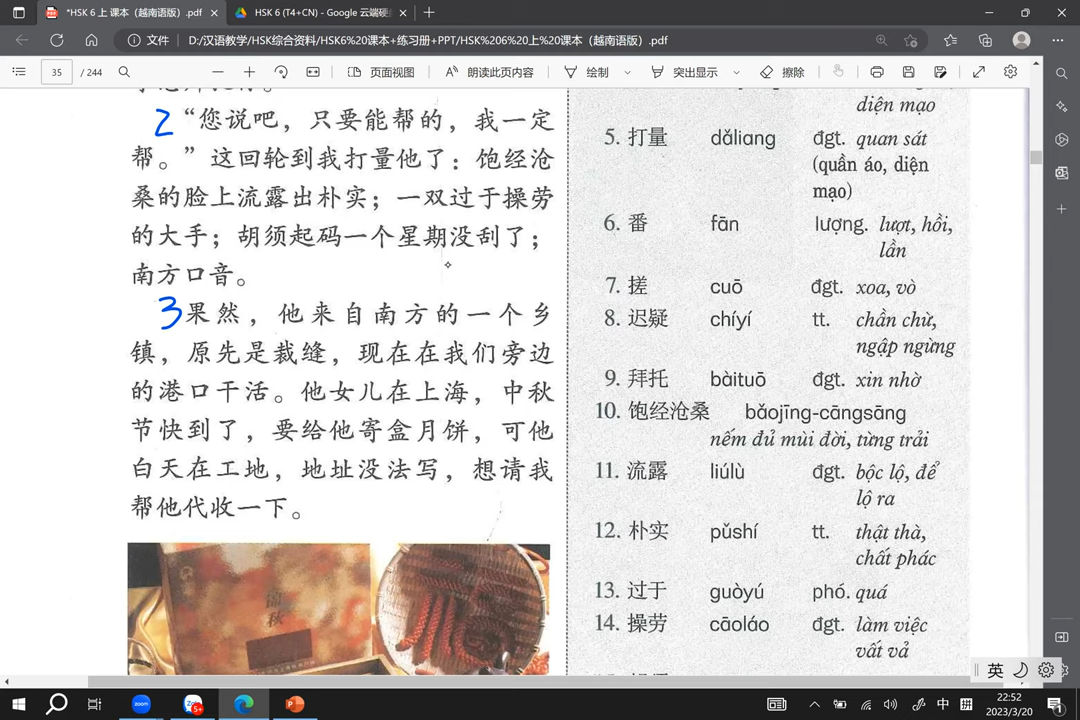 *HSK 6 上 课本（越南语版）.pdf
HSK 6 (T4+CN) - Google 云端硬
文件 D:/汉语教学/HSK综合资料/HSK6%20课本+练习册+PPT/HSK%206%20上%20课本（越南语版）.pdf
35 / 244 页面视图 朗读此页内容 绘制 突出显示 擦除
2 “您说吧，只要能帮的，我一定
帮。”这回轮到我打量他了：饱经沧
桑的脸上流露出朴实；一双过于操劳
的大手；胡须起码一个星期没刮了；
南方口音。
3 果然，他来自南方的一个乡
镇，原先是裁缝，现在在我们旁边
的港口干活。他女儿在上海，中秋
节快到了，要给他寄盒月饼，可他
白天在工地，地址没法写，想请我
帮他代收一下。
锦秋
diện mạo
5. 打量 dǎliang đgt. quan sát
(quần áo, diện
mạo)
6. 番 fān lượng. lượt, hồi,
lần
7. 搓 cuō đgt. xoa, vò
8. 迟疑 chíyí tt. chần chừ,
ngập ngừng
9. 拜托 bàituō đgt. xin nhờ
10. 饱经沧桑 bǎojīng-cāngsāng
nếm đủ mùi đời, từng trải
11. 流露 liúlù đgt. bộc lộ, để
lộ ra
12. 朴实 pǔshí tt. thật thà,
chất phác
13. 过于 guòyú phó. quá
14. 操劳 cāoláo đgt. làm việc
vất vả
英
zoom
5+
中 拼
22:52
2023/3/20
1